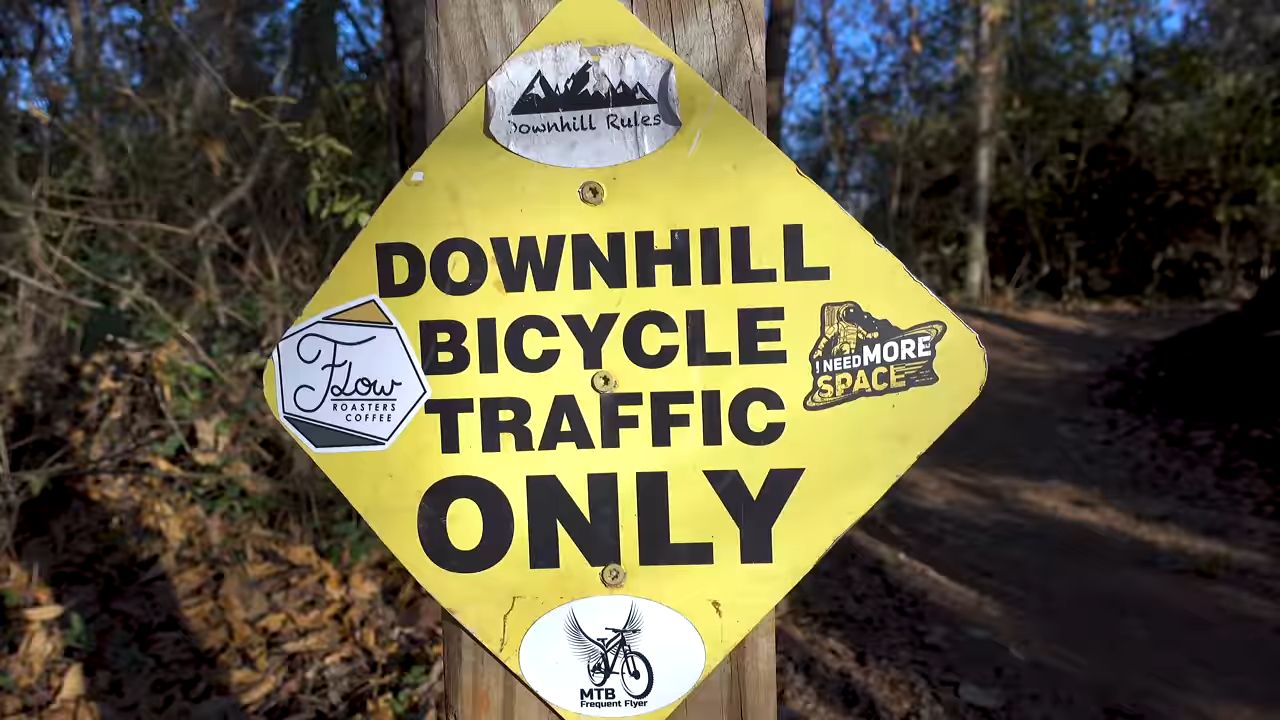 Downhill Rules
DOWNHILL
BICYCLE
TRAFFIC
ONLY
Flow
ROASTERS
COFFEE
I NEED MORE
SPACE
MTB
Frequent Flyer